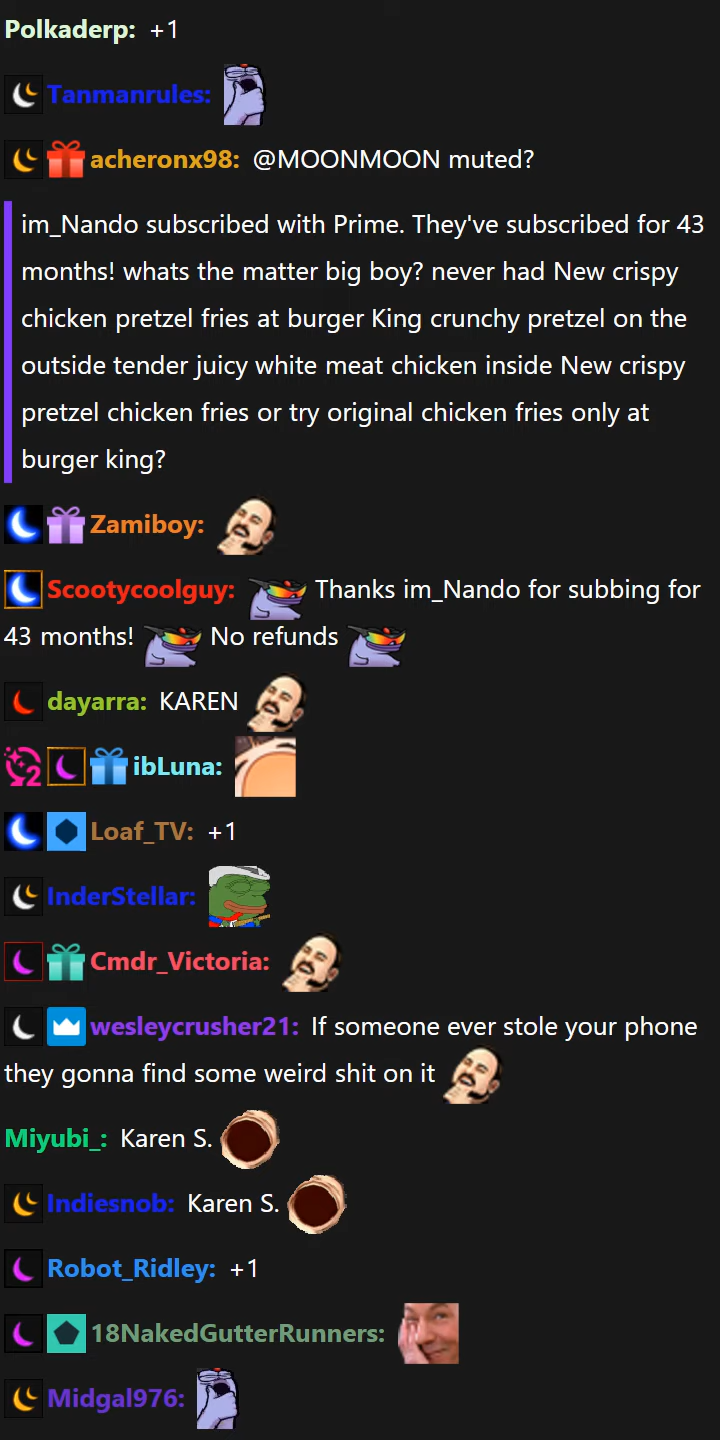 Polkaderp: +1
Tanmanrules:
acheronx98: @MOONMOON muted?
im_Nando subscribed with Prime. They've subscribed for 43
months! whats the matter big boy? never had New crispy
chicken pretzel fries at burger King crunchy pretzel on the
outside tender juicy white meat chicken inside New crispy
pretzel chicken fries or try original chicken fries only at
burger king?
Zamiboy:
Scootycoolguy: Thanks im_Nando for subbing for
43 months! No refunds
dayarra: KAREN
2 ibLuna:
Loaf_TV: +1
InderStellar:
Cmdr_Victoria:
wesleycrusher21: If someone ever stole your phone
they gonna find some weird shit on it
Miyubi_: Karen S.
Indiesnob: Karen S.
Robot_Ridley: +1
18NakedGutterRunners:
Midgal976: